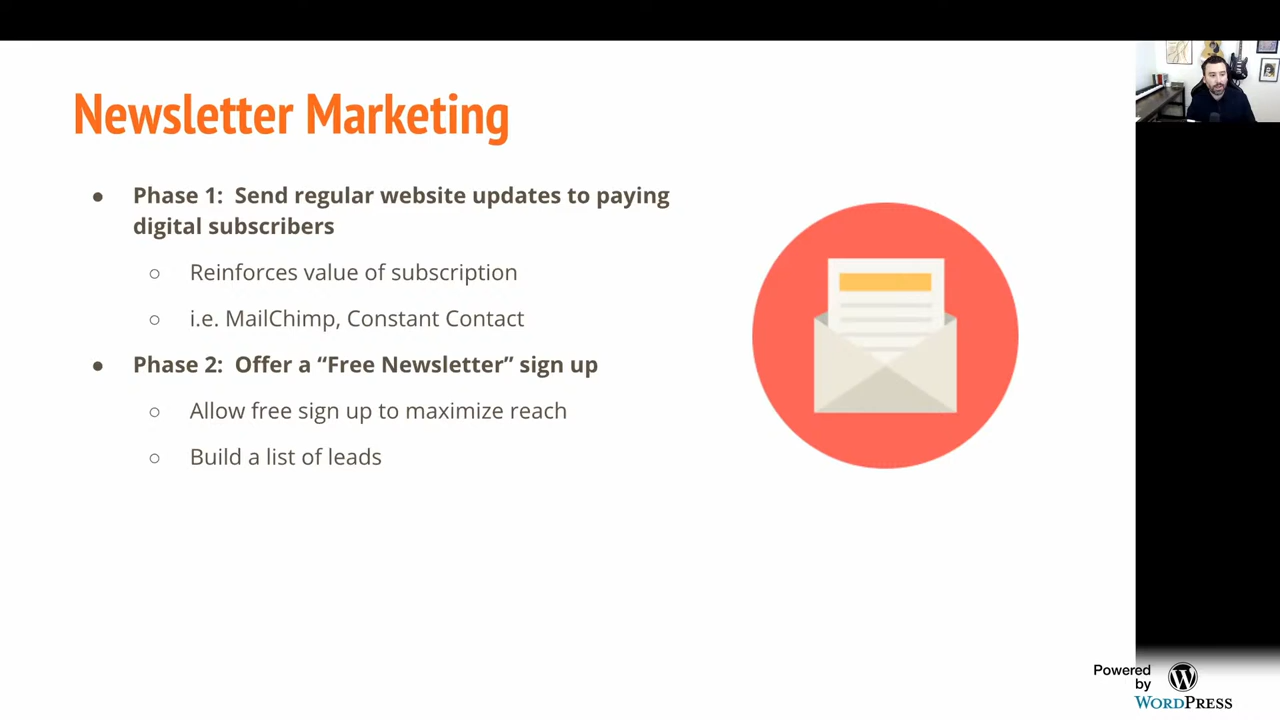 Newsletter Marketing
● Phase 1: Send regular website updates to paying
digital subscribers
○ Reinforces value of subscription
○ i.e. MailChimp, Constant Contact
● Phase 2: Offer a “Free Newsletter” sign up
○ Allow free sign up to maximize reach
○ Build a list of leads
Powered
by
WORDPRESS